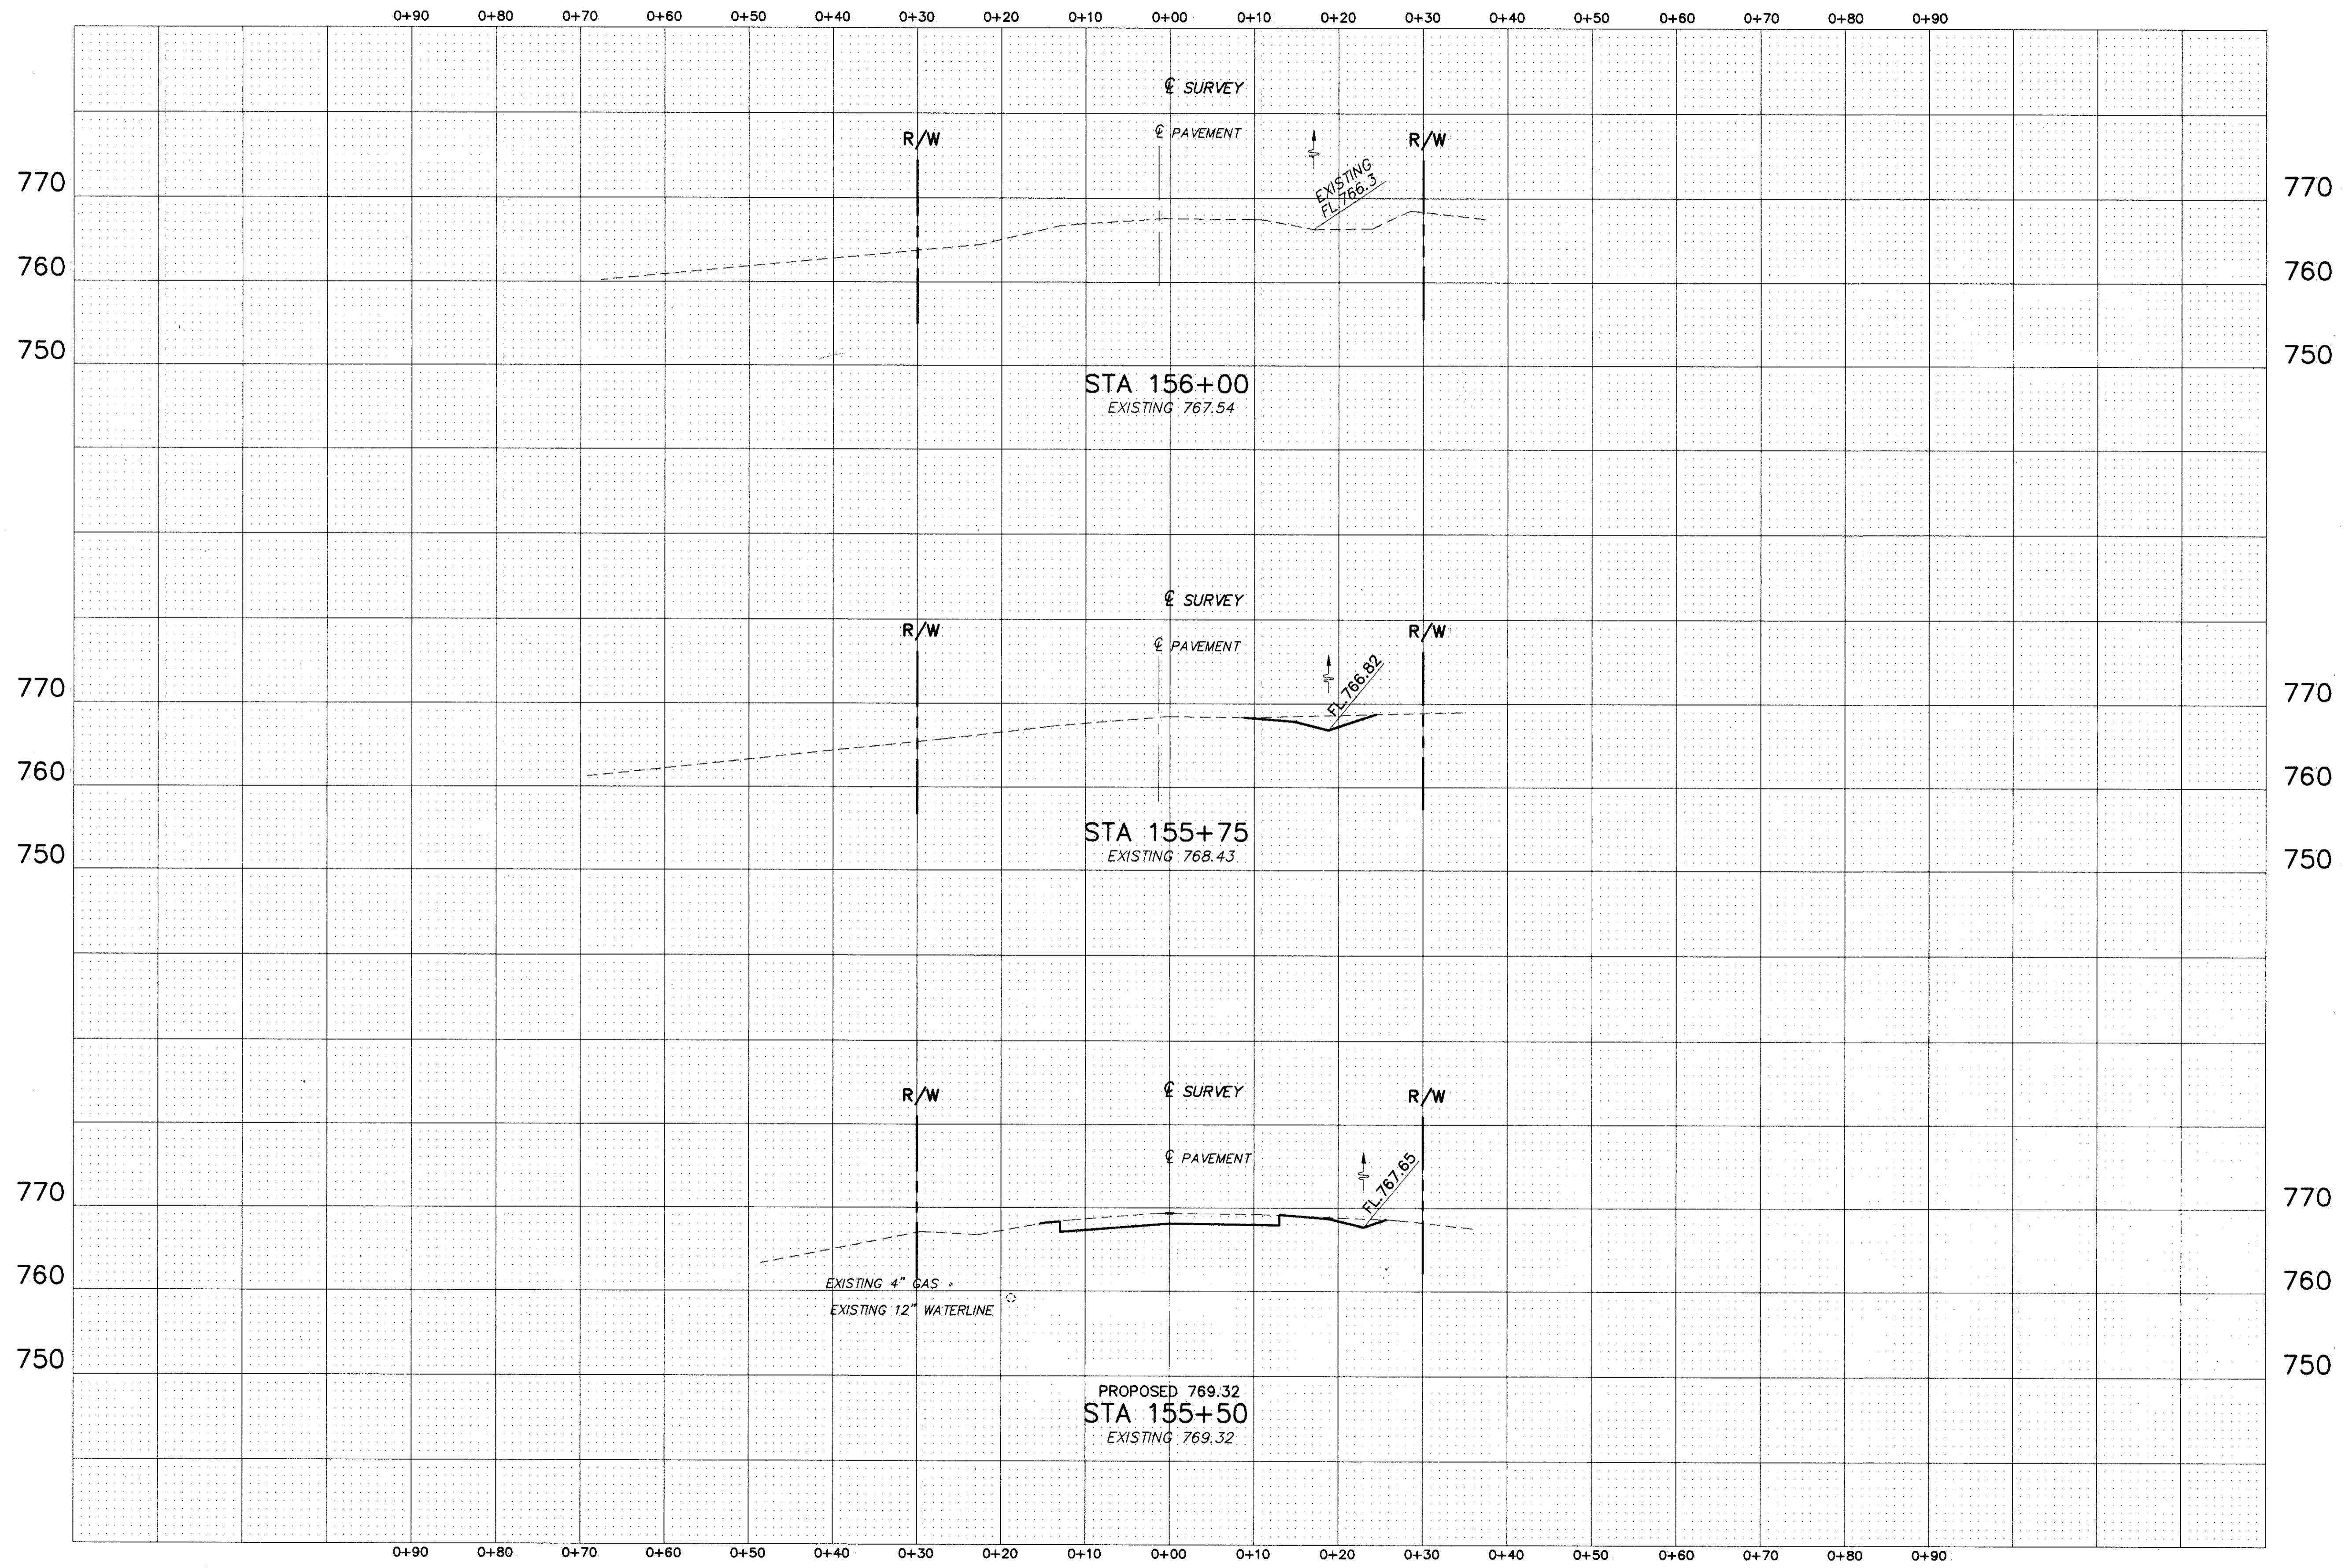 0+90 0+80 0+70 0+60 0+50 0+40 0+30 0+20 0+10 0+00 0+10 0+20 0+30 0+40 0+50 0+60 0+70 0+80 0+90
℄ SURVEY
℄ PAVEMENT
R/W R/W
EXISTING
FL.766.3
770 770
760 760
750 750
STA 156+00
EXISTING 767.54
℄ SURVEY
R/W R/W
℄ PAVEMENT
FL.766.82
770 770
760 760
STA 155+75
750 750
EXISTING 768.43
℄ SURVEY
R/W R/W
℄ PAVEMENT
FL.767.65
770 770
760 760
EXISTING 4" GAS
EXISTING 12" WATERLINE
750 750
PROPOSED 769.32
STA 155+50
EXISTING 769.32
0+90 0+80 0+70 0+60 0+50 0+40 0+30 0+20 0+10 0+00 0+10 0+20 0+30 0+40 0+50 0+60 0+70 0+80 0+90